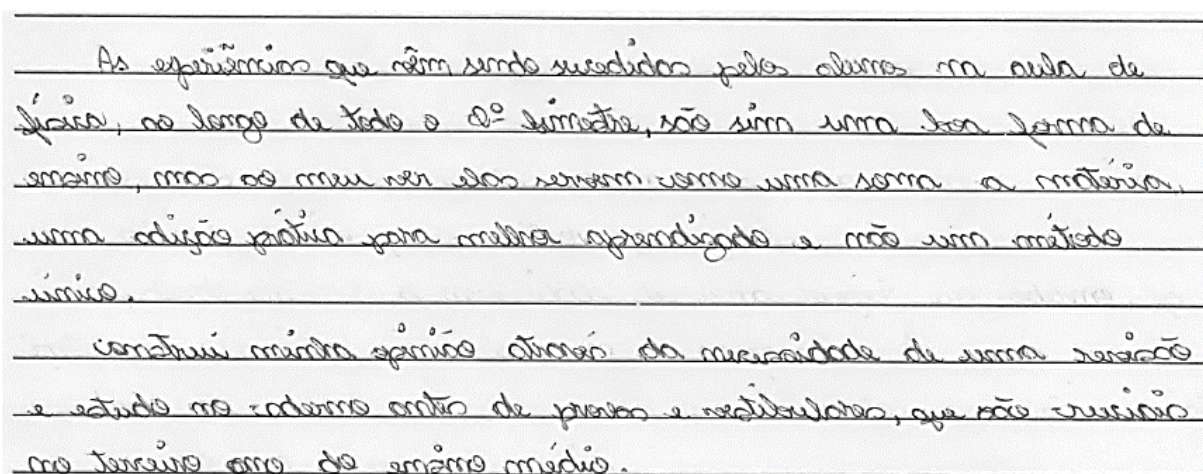 As experiências que vêm sendo sucedidas pelos alunos na aula de
física, ao longo de todo o 2º bimestre, são sim uma boa forma de
ensino, mas ao meu ver elas servem como uma soma a matéria,
uma adição prática para melhor aprendizado e não um método
único.
construi minha opinião através da necessidade de uma revisão
e estudo no caderno antes de provas e vestibulares, que são cruciais
no terceiro ano do ensino médio.